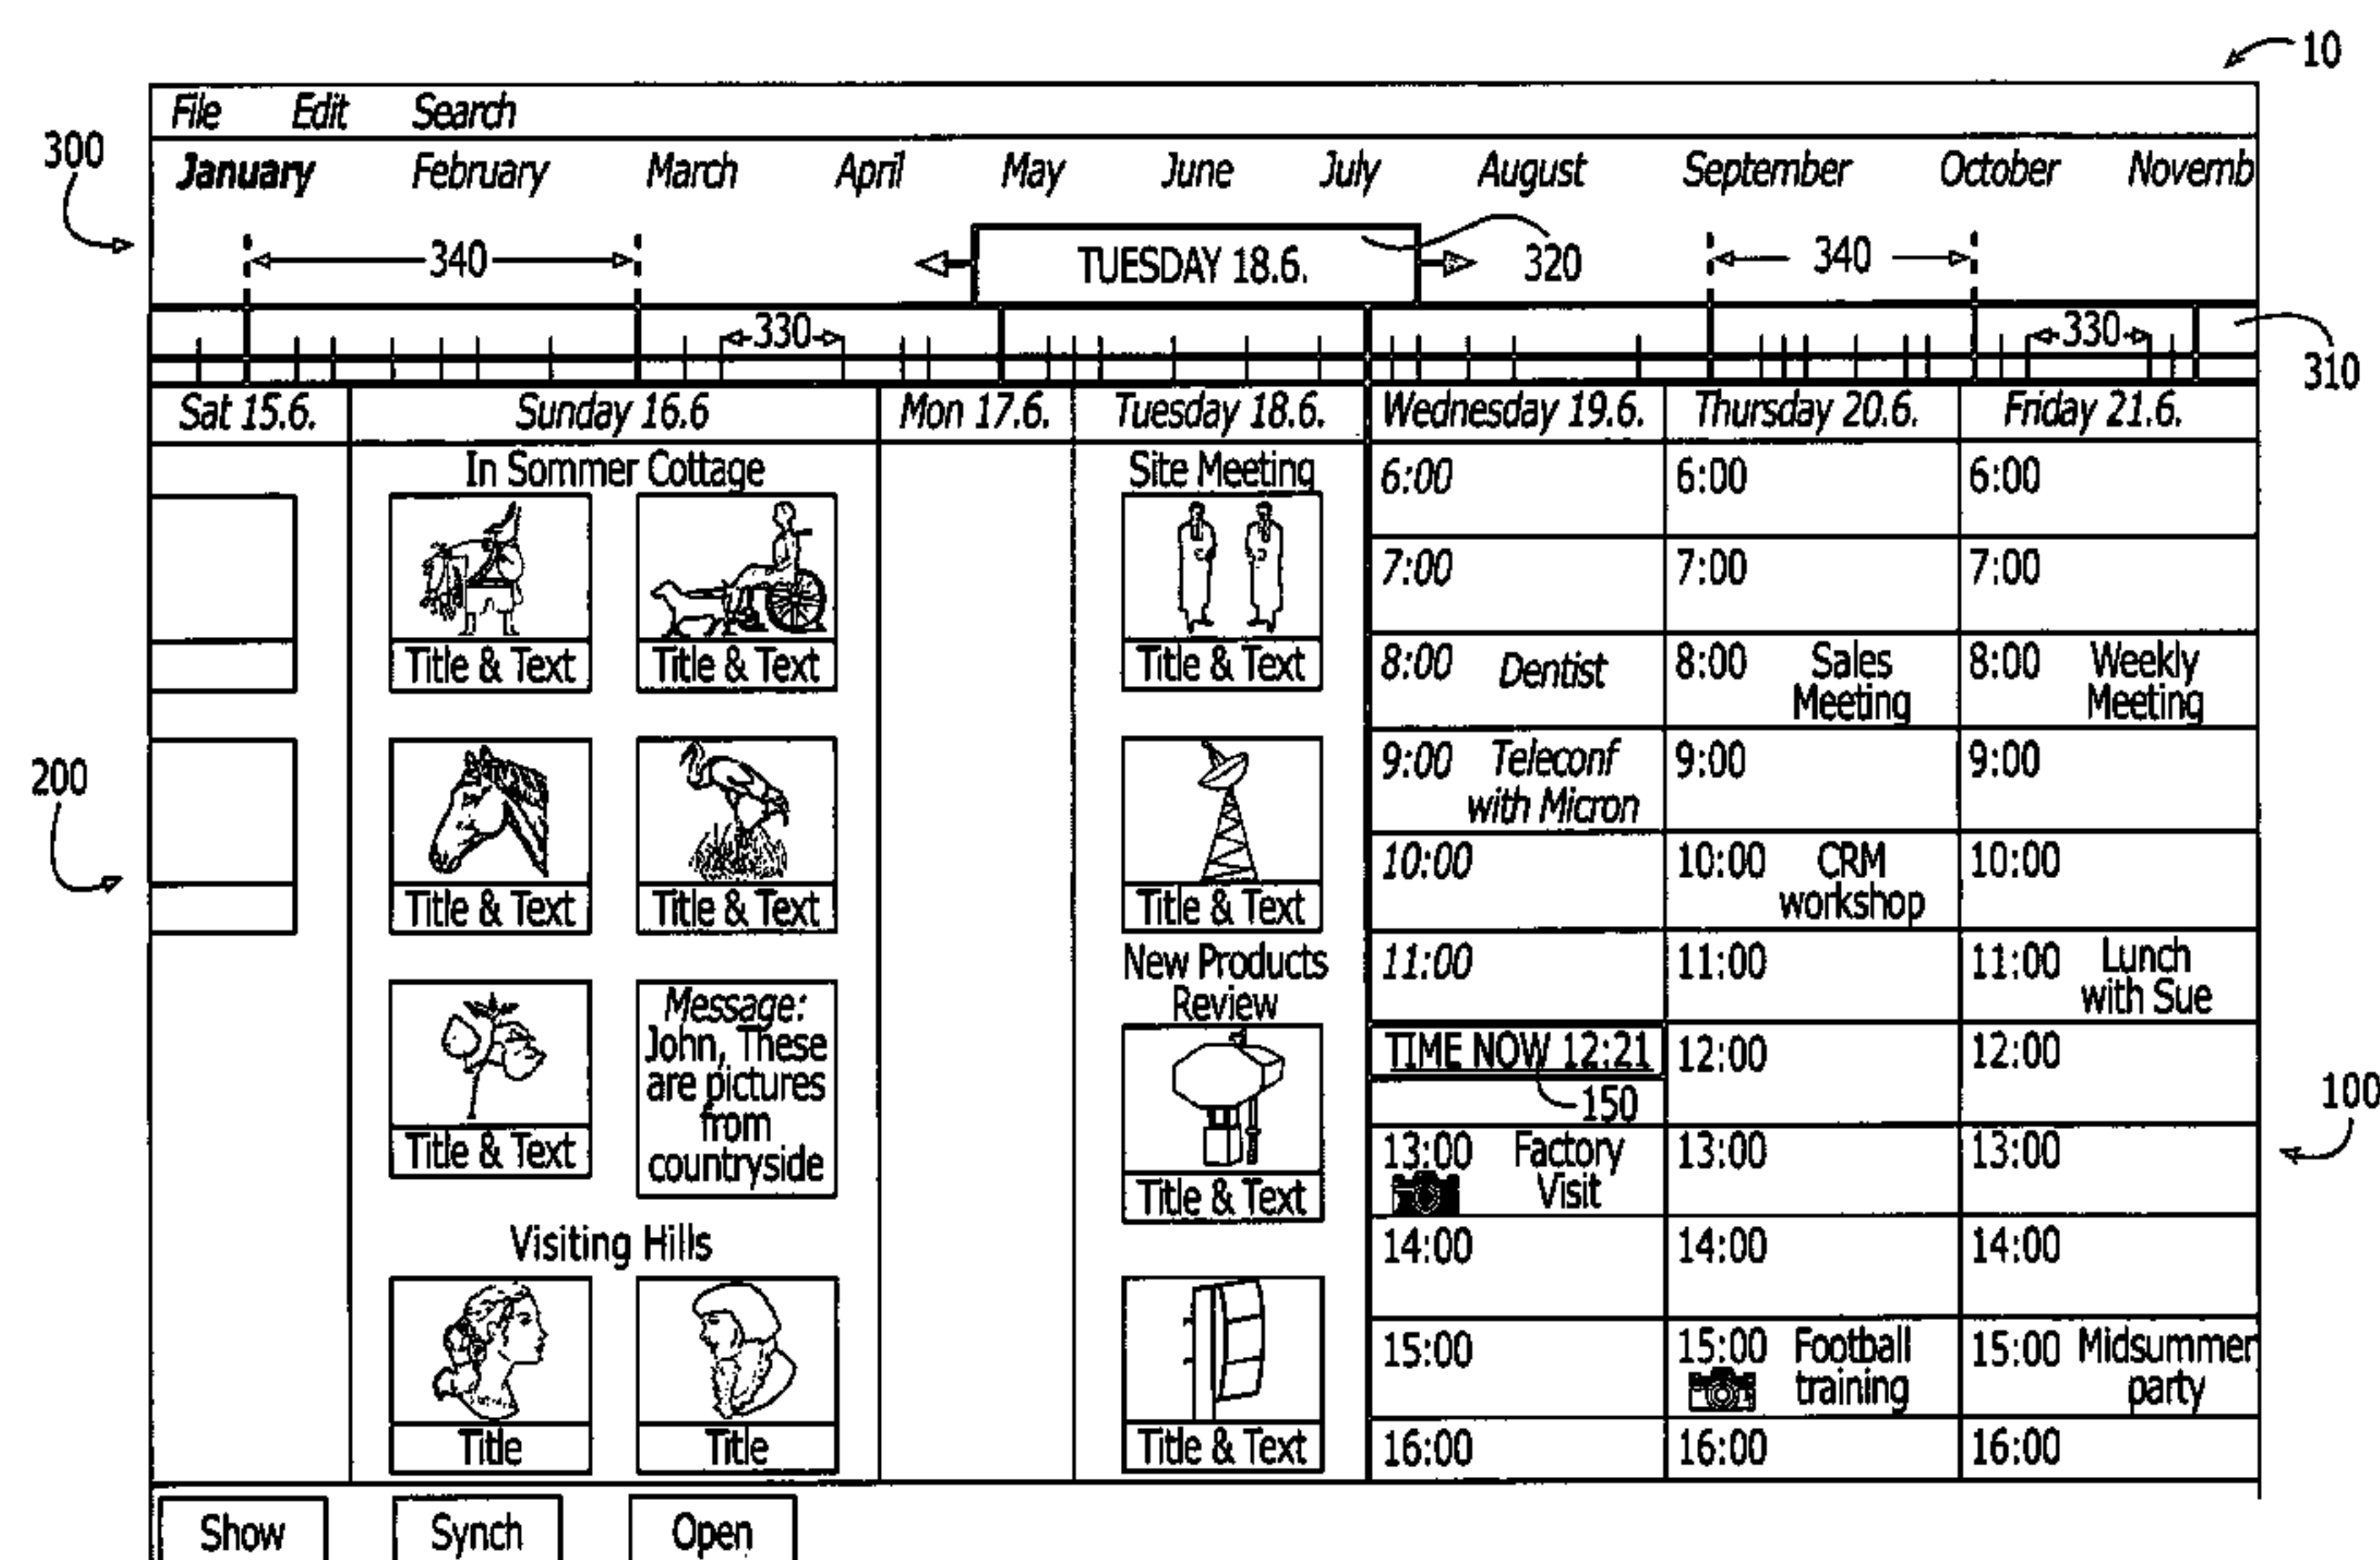 10
File Edit Search
300
January February March April May June July August September October Novemb
340 TUESDAY 18.6. 320 340
330 330
310
Sat 15.6. Sunday 16.6 Mon 17.6. Tuesday 18.6. Wednesday 19.6. Thursday 20.6. Friday 21.6.
In Sommer Cottage Site Meeting 6:00 6:00 6:00
7:00 7:00 7:00
Title & Text Title & Text Title & Text 8:00 Dentist 8:00 Sales 8:00 Weekly
Meeting Meeting
200
9:00 Teleconf 9:00 9:00
with Micron
10:00 10:00 CRM 10:00
Title & Text Title & Text Title & Text workshop
New Products 11:00 11:00 11:00 Lunch
Review with Sue
Message:
John, These
are pictures
from
countryside
TIME NOW 12:21 12:00 12:00
150
100
Title & Text 13:00 Factory 13:00 13:00
Title & Text Visit
Visiting Hills 14:00 14:00 14:00
15:00 15:00 Football 15:00 Midsummer
training party
Title Title Title & Text 16:00 16:00 16:00
Show Synch Open